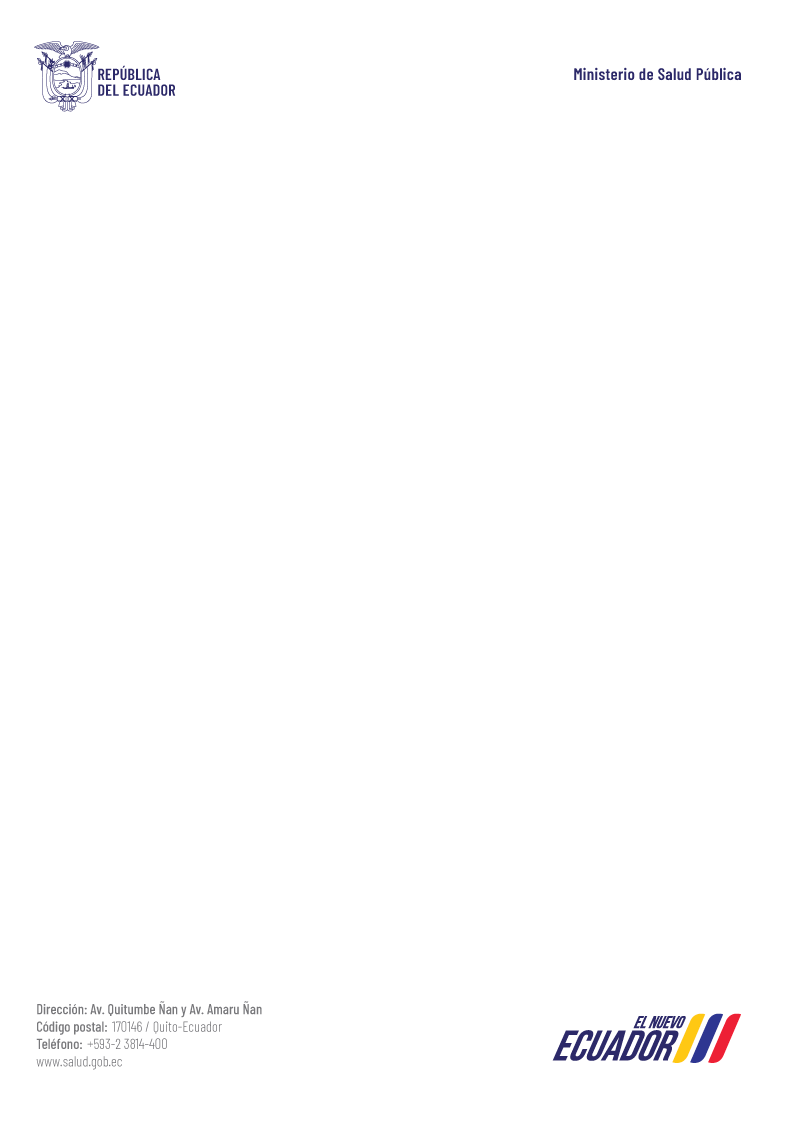 REPÚBLICA
DEL ECUADOR
Ministerio de Salud Pública
Dirección: Av. Quitumbe Ñan y Av. Amaru Ñan
Código postal: 170146 / Quito-Ecuador
Teléfono: +593-2 3814-400
www.salud.gob.ec
EL NUEVO
ECUADOR